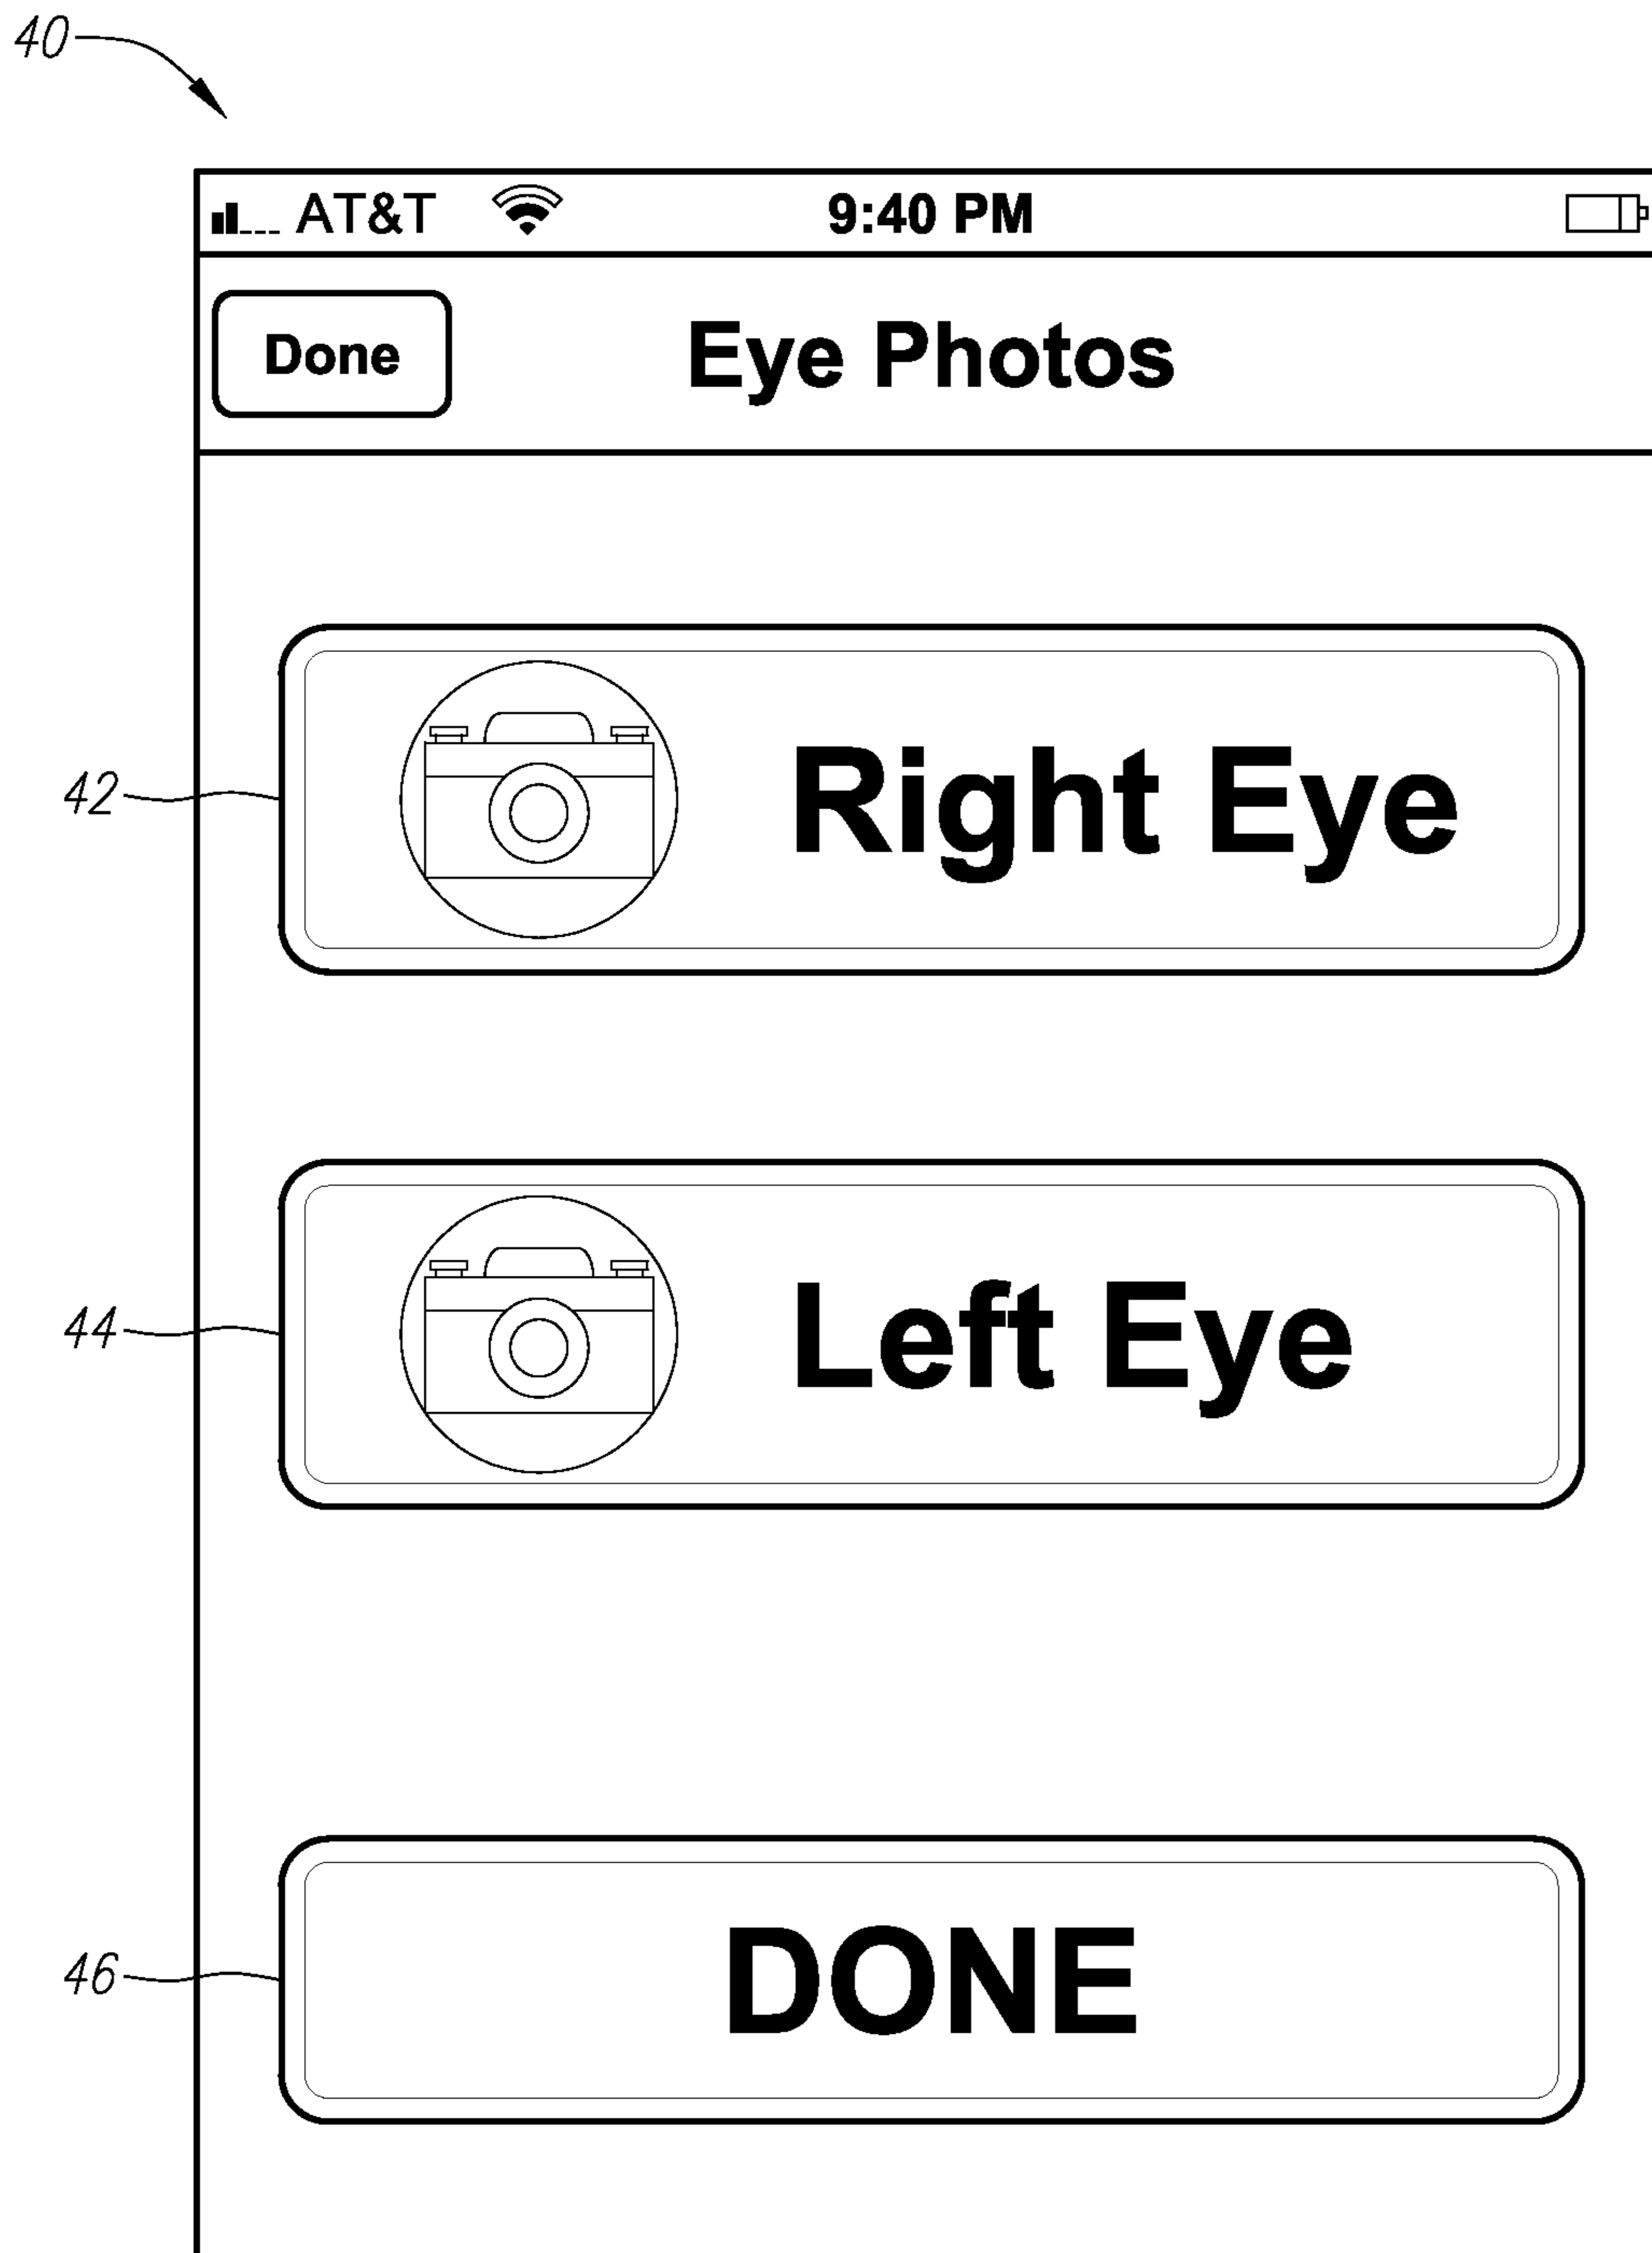 40
AT&T 9:40 PM
Done Eye Photos
42 Right Eye
44 Left Eye
46 DONE